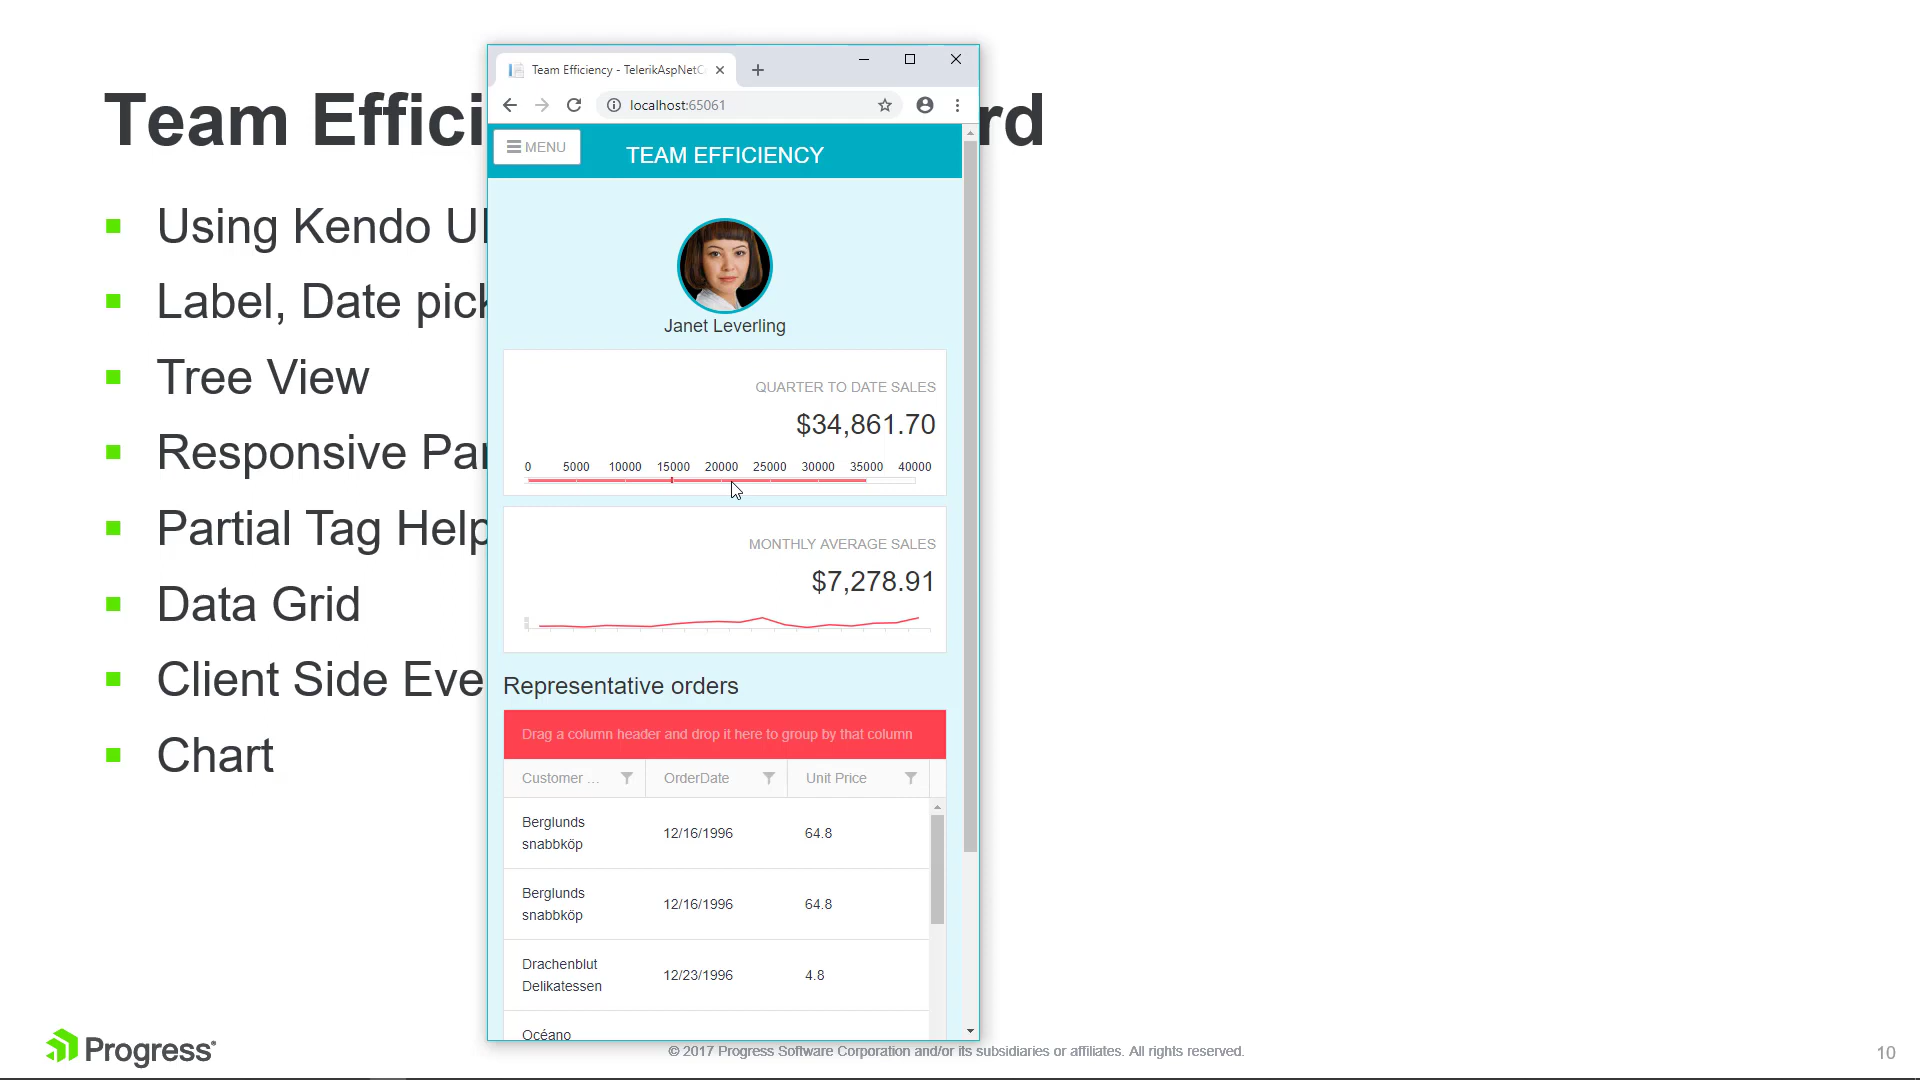 Team Effici
rd
Using Kendo UI
Label, Date pick
Tree View
Responsive Pan
Partial Tag Help
Data Grid
Client Side Eve
Chart
Team Efficiency - TelerikAspNetC
localhost:65061
MENU
TEAM EFFICIENCY
Janet Leverling
QUARTER TO DATE SALES
$34,861.70
0 5000 10000 15000 20000 25000 30000 35000 40000
MONTHLY AVERAGE SALES
$7,278.91
Representative orders
Drag a column header and drop it here to group by that column
Customer ... OrderDate Unit Price
Berglunds
snabbköp 12/16/1996 64.8
Berglunds
snabbköp 12/16/1996 64.8
Drachenblut
Delikatessen 12/23/1996 4.8
Océano
Progress
© 2017 Progress Software Corporation and/or its subsidiaries or affiliates. All rights reserved.
10